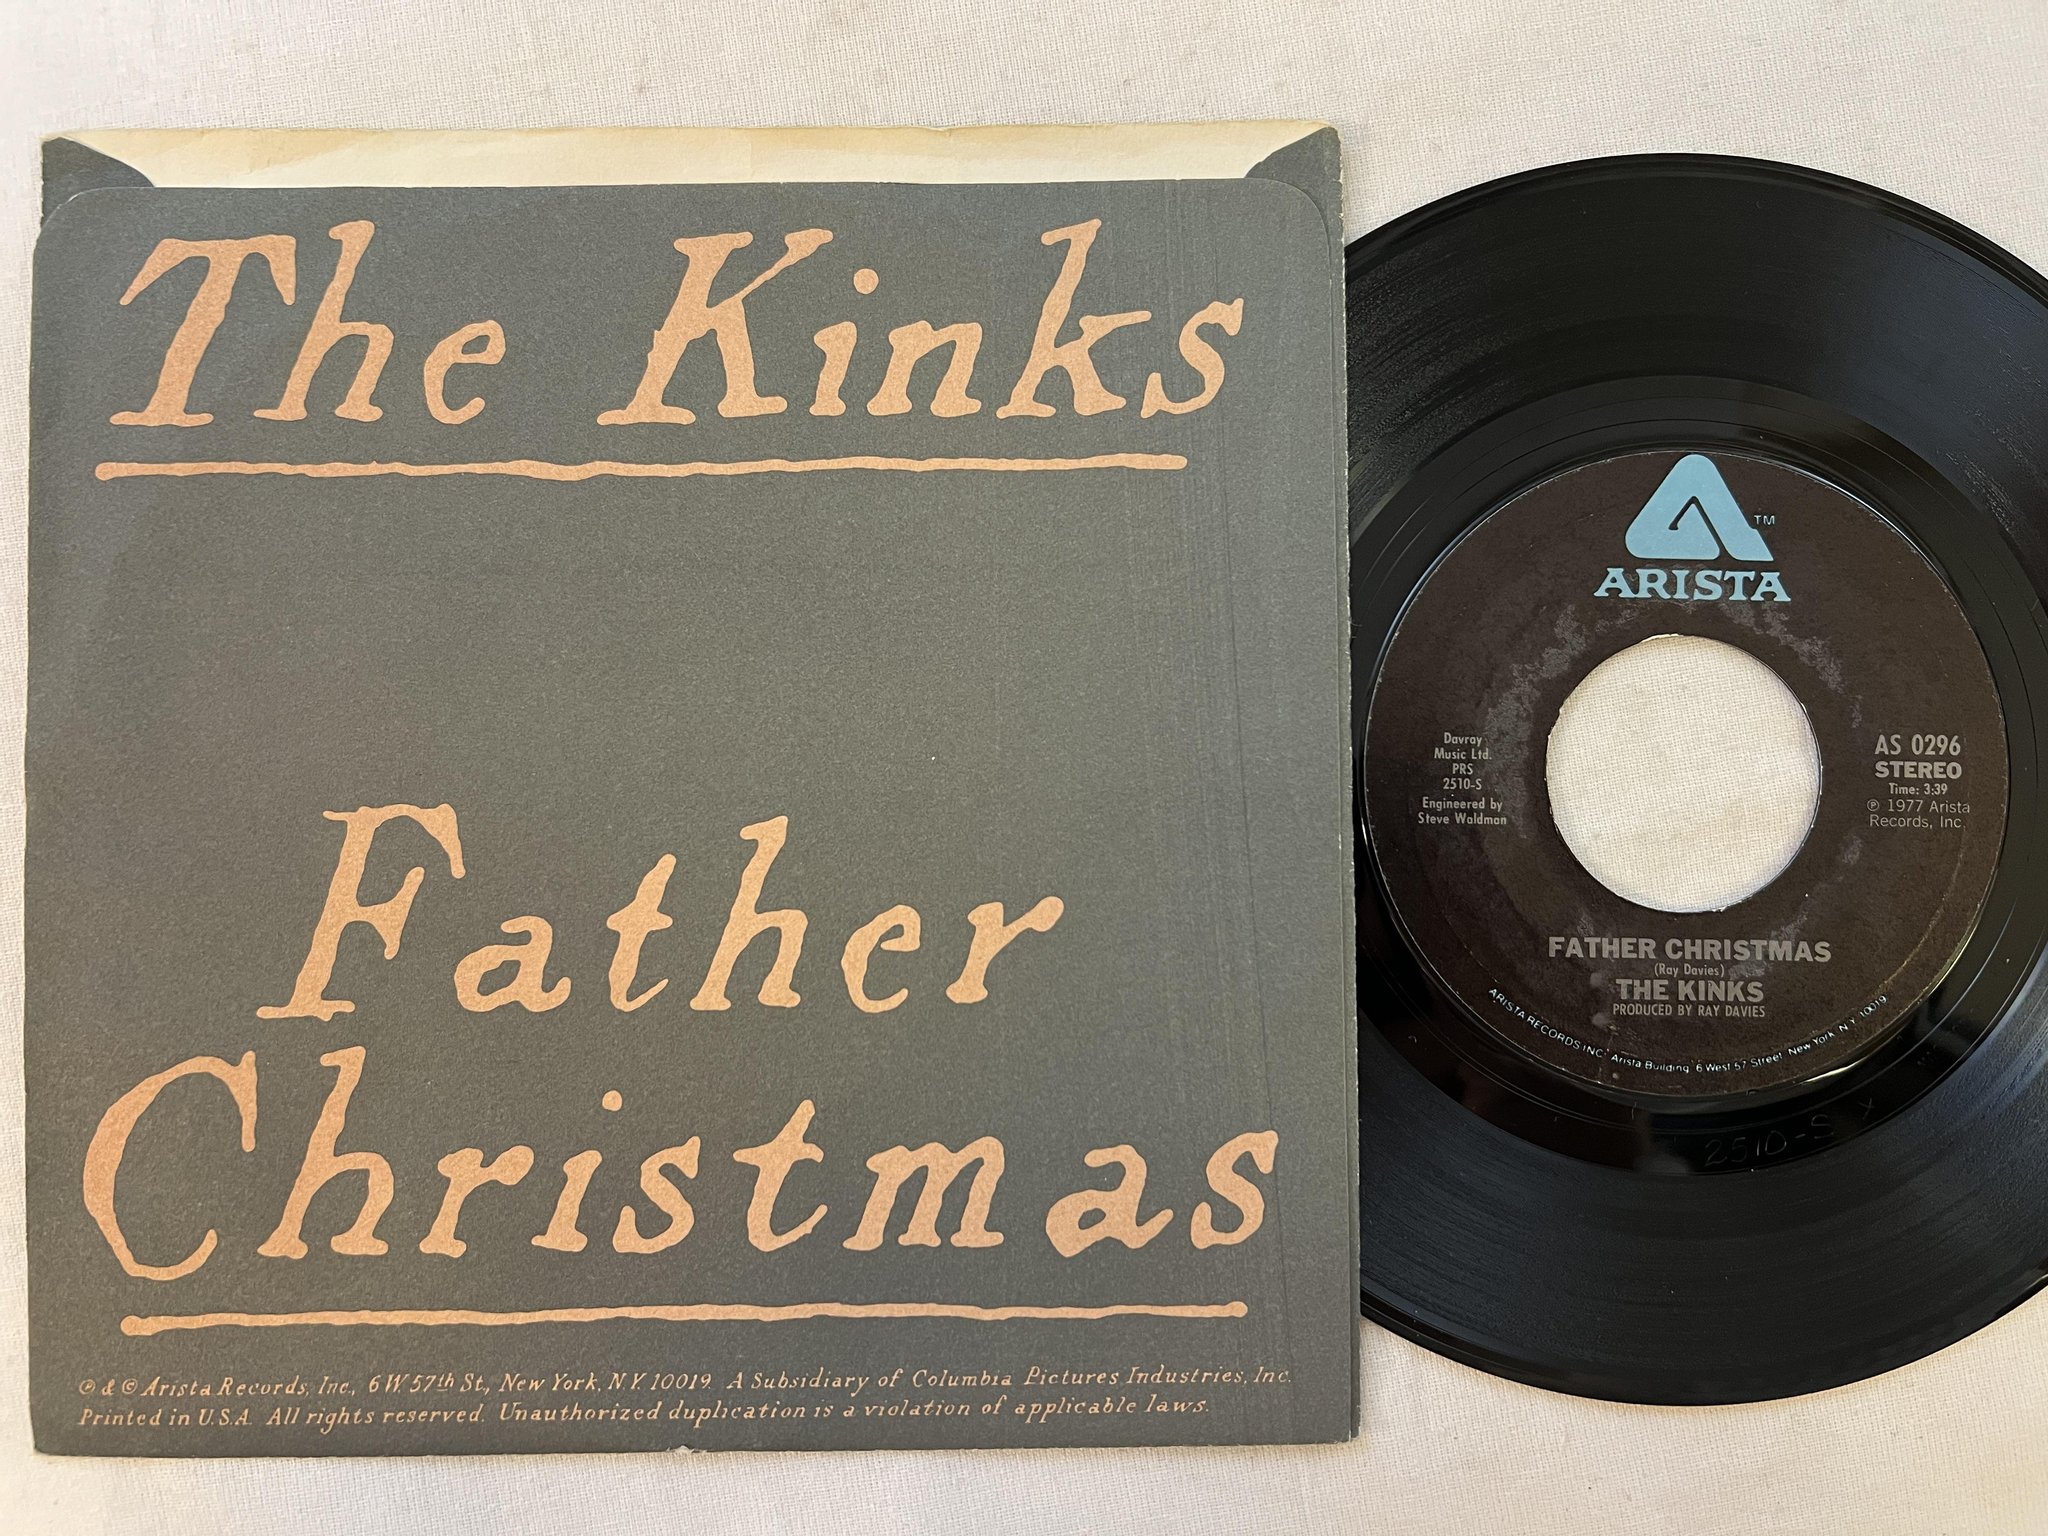 The Kinks
Father
Christmas
℗ & © Arista Records, Inc., 6 W. 57th St., New York, N.Y. 10019. A Subsidiary of Columbia Pictures Industries, Inc.
Printed in U.S.A. All rights reserved. Unauthorized duplication is a violation of applicable laws.
TM
ARISTA
Davray
Music Ltd.
PRS
2510-S
Engineered by
Steve Waldman
AS 0296
STEREO
Time: 3:39
℗ 1977 Arista
Records, Inc.
FATHER CHRISTMAS
(Ray Davies)
THE KINKS
PRODUCED BY RAY DAVIES
ARISTA RECORDS INC. Arista Building 6 West 57 Street New York N.Y. 10019
2510-S X